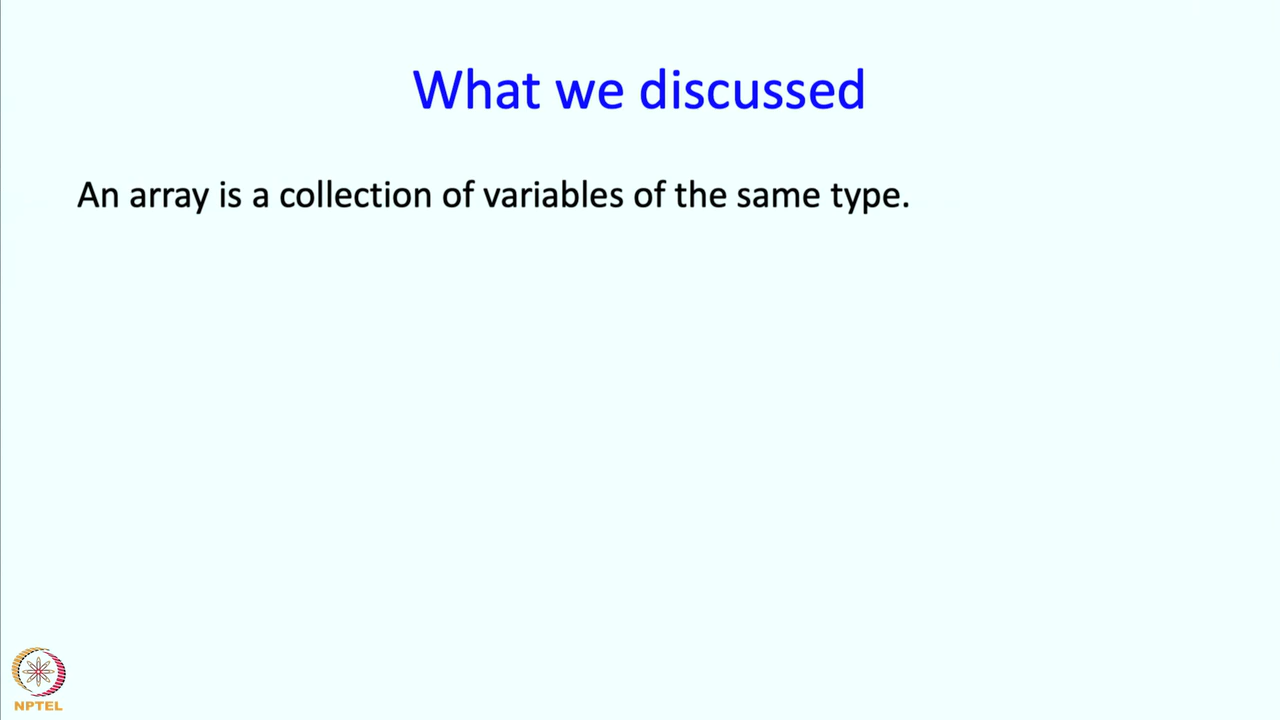 What we discussed
An array is a collection of variables of the same type.
NPTEL